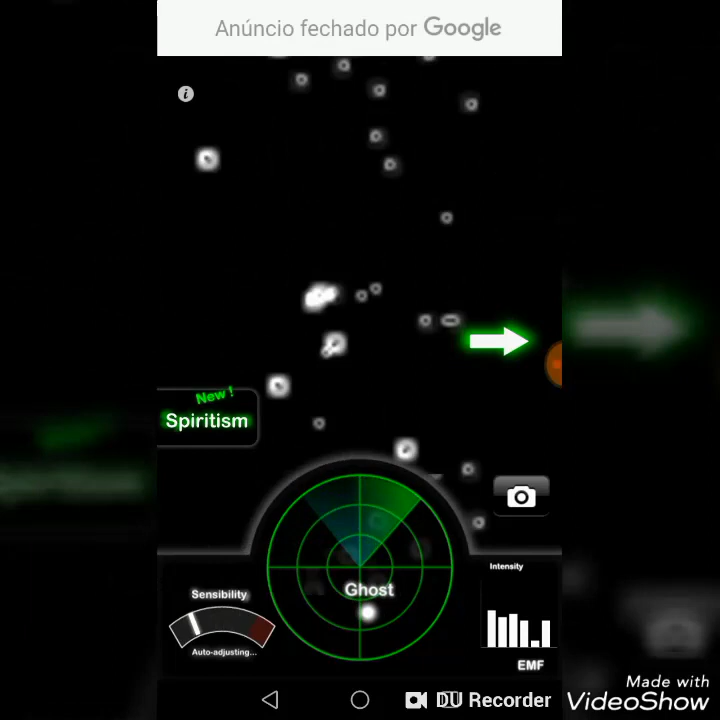 Anúncio fechado por Google
i
New !
Spiritism
Ghost
Sensibility
Auto-adjusting...
Intensity
EMF
DU Recorder
Made with
VideoShow